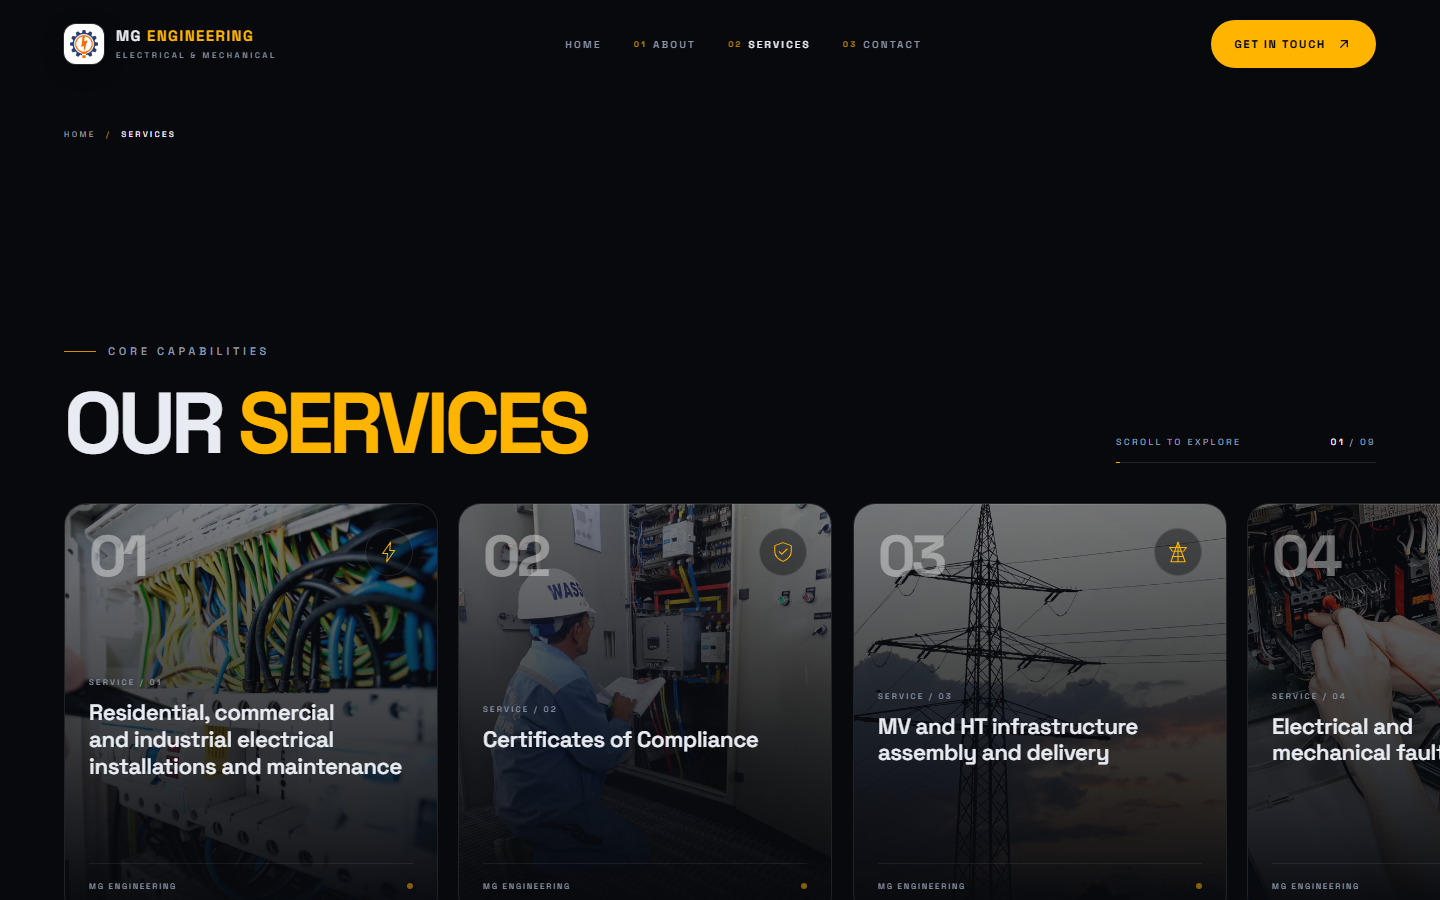 MG ENGINEERING
ELECTRICAL & MECHANICAL
HOME
01 ABOUT
02 SERVICES
03 CONTACT
GET IN TOUCH
HOME / SERVICES
CORE CAPABILITIES
OUR SERVICES
SCROLL TO EXPLORE
01 / 09
01
SERVICE / 01
Residential, commercial
and industrial electrical
installations and maintenance
MG ENGINEERING
02
WASS
SERVICE / 02
Certificates of Compliance
MG ENGINEERING
03
SERVICE / 03
MV and HT infrastructure
assembly and delivery
MG ENGINEERING
04
SERVICE / 04
Electrical and
mechanical fault
MG ENGINEERING